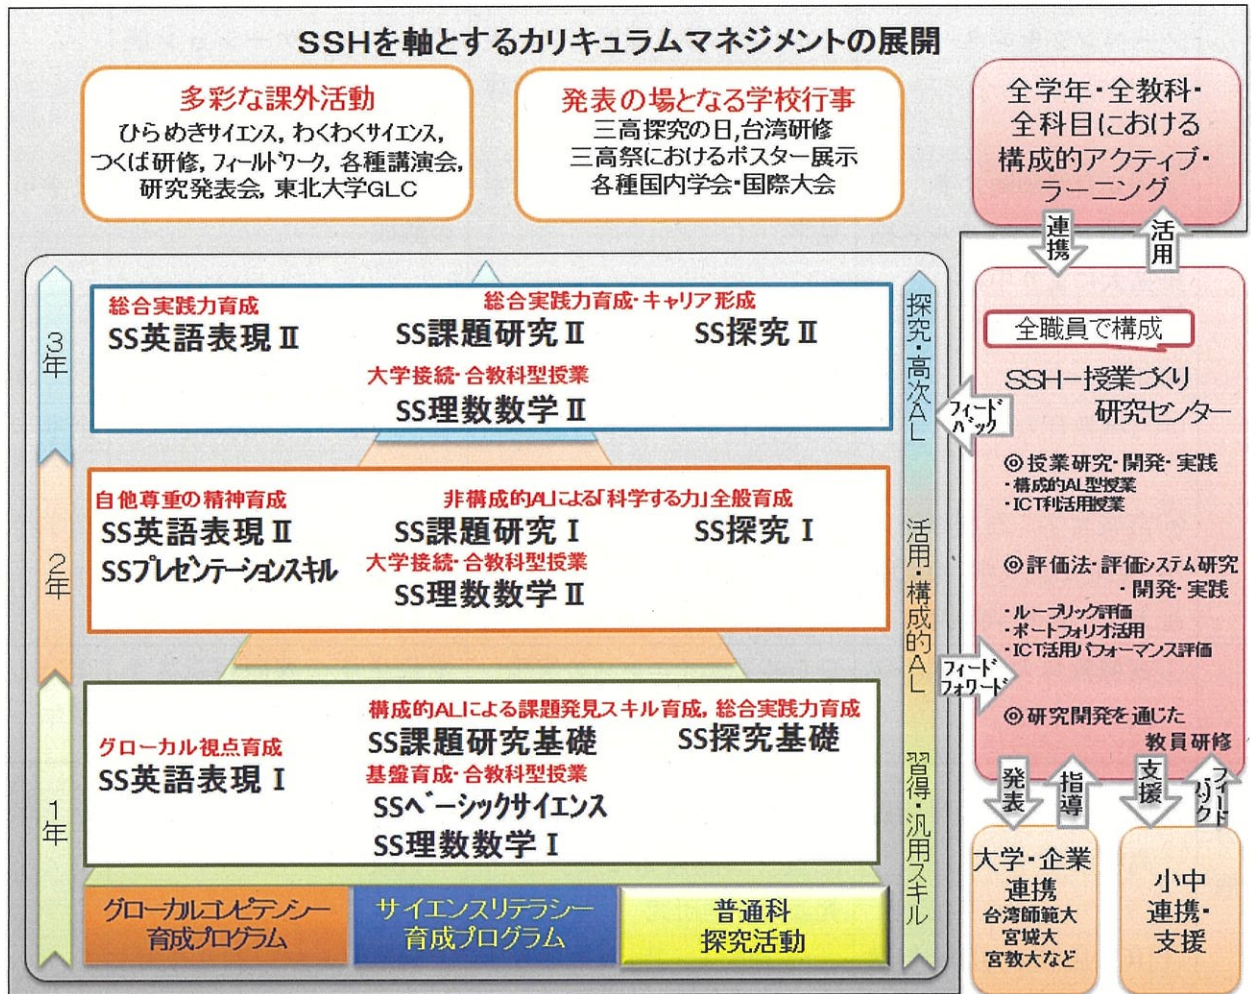 SSHを軸とするカリキュラムマネジメントの展開
多彩な課外活動
ひらめきサイエンス, わくわくサイエンス,
つくば研修, フィールドワーク, 各種講演会,
研究発表会, 東北大学GLC
発表の場となる学校行事
三高探究の日, 台湾研修
三高祭におけるポスター展示
各種国内学会・国際大会
全学年・全教科・
全科目における
構成的アクティブ・
ラーニング
連携
活用
3年
総合実践力育成
SS英語表現Ⅱ
総合実践力育成・キャリア形成
SS課題研究Ⅱ
SS探究Ⅱ
大学接続・合教科型授業
SS理数数学Ⅱ
2年
自他尊重の精神育成
SS英語表現Ⅱ
SSプレゼンテーションスキル
非構成的ALによる「科学する力」全般育成
SS課題研究Ⅰ
SS探究Ⅰ
大学接続・合教科型授業
SS理数数学Ⅱ
1年
グローカル視点育成
SS英語表現Ⅰ
構成的ALによる課題発見スキル育成, 総合実践力育成
SS課題研究基礎
SS探究基礎
基盤育成・合教科型授業
SSベーシックサイエンス
SS理数数学Ⅰ
グローカルコンピテンシー
育成プログラム
サイエンスリテラシー
育成プログラム
普通科
探究活動
探究・高次AL
活用・構成的AL
習得・汎用スキル
フィード
バック
フィード
フォワード
全職員で構成
SSH－授業づくり
研究センター
◎授業研究・開発・実践
・構成的AL型授業
・ICT利活用授業
◎評価法・評価システム研究
・開発・実践
・ルーブリック評価
・ポートフォリオ活用
・ICT活用パフォーマンス評価
◎研究開発を通じた
教員研修
発表
指導
支援
フィード
バック
大学・企業
連携
台湾師範大
宮城大
宮教大など
小中
連携・
支援